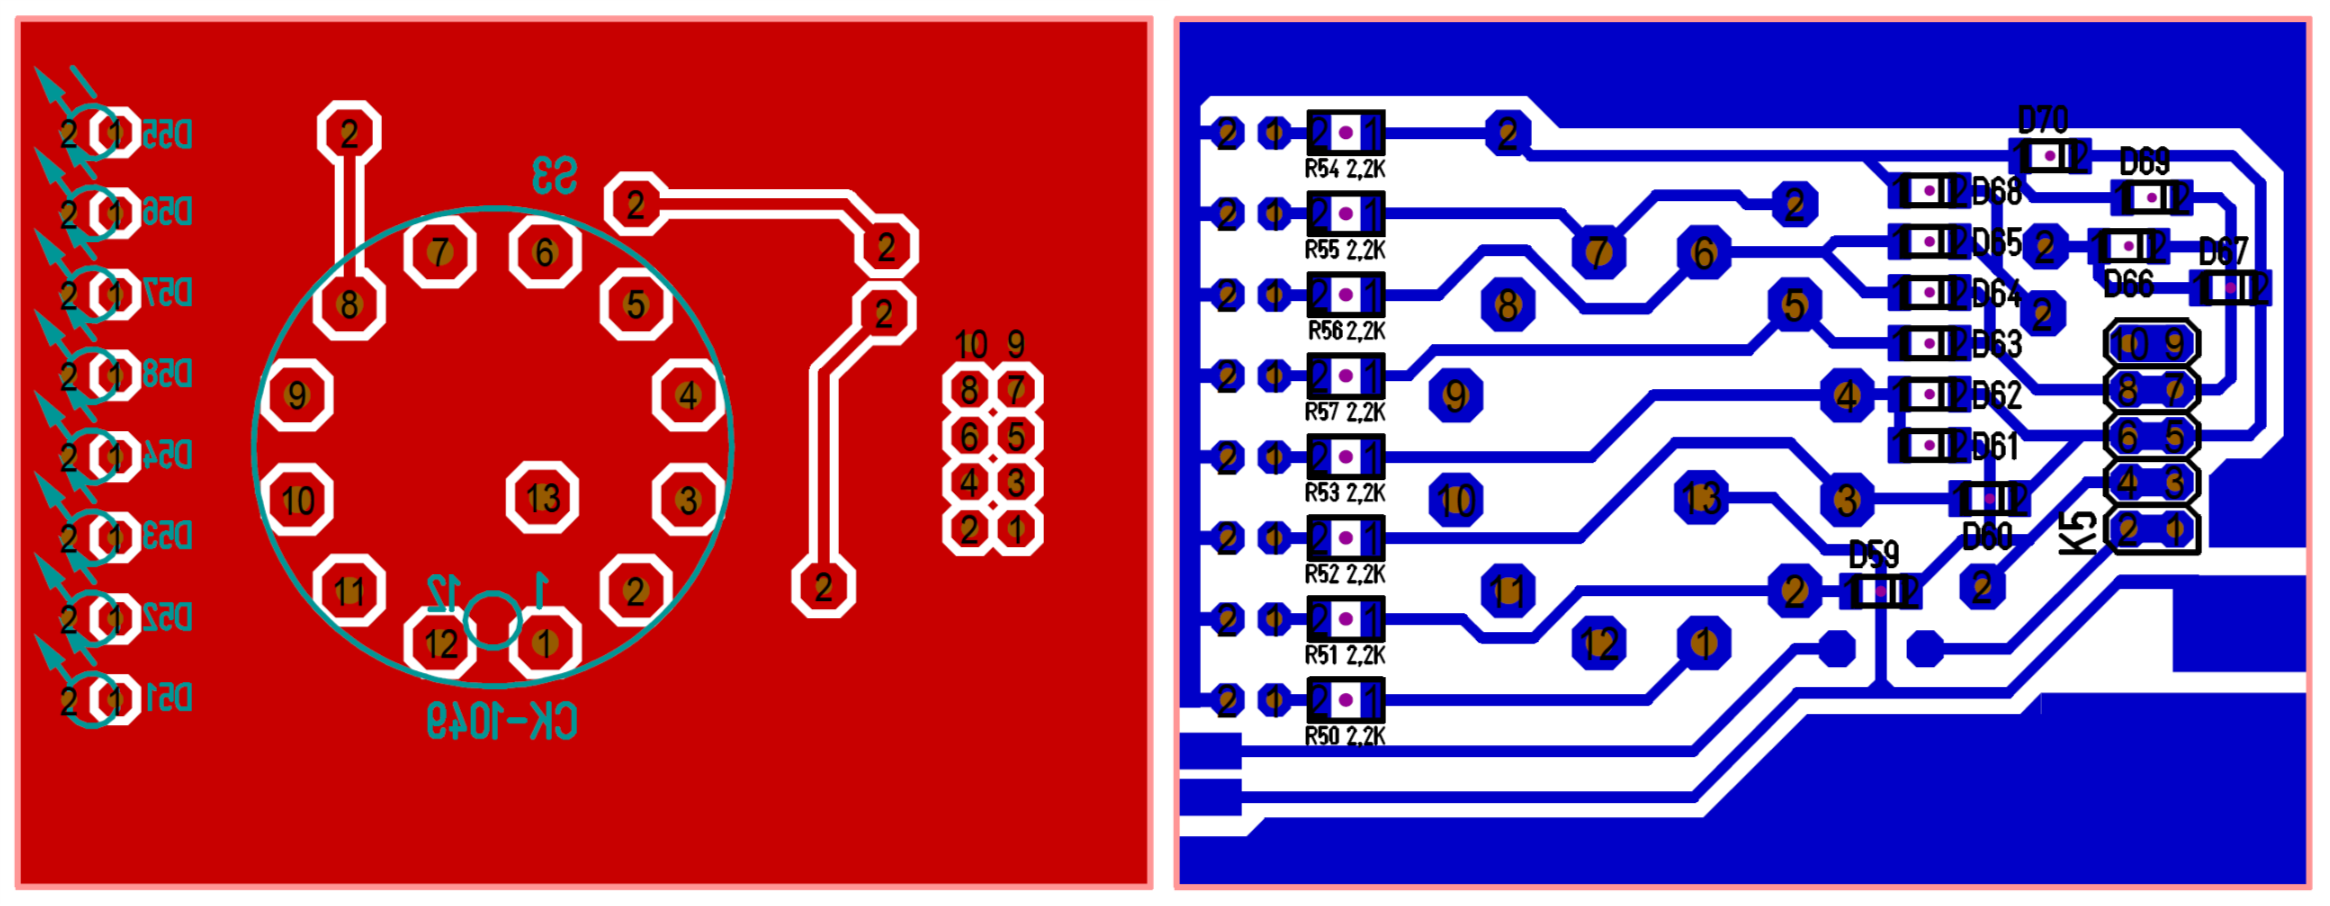 2 1 D55
2 1 D56
2 1 D57
2 1 D58
2 1 D54
2 1 D53
2 1 D52
2 1 D51
2
S3
2
2
7 6
8 5
2
9 4
10 13 3
11 2
12 1
12 1
2
CK-1049
10 9
8 7
6 5
4 3
2 1
2 1 2 1
R54 2,2K
2 1 2 1
R55 2,2K
2 1 2 1
R56 2,2K
2 1 2 1
R57 2,2K
2 1 2 1
R53 2,2K
2 1 2 1
R52 2,2K
2 1 2 1
R51 2,2K
2 1 2 1
R50 2,2K
2
2
7 6
8 5
9 4
10 13 3
11 2
12 1
D70
1 2
D69
1 2
1 2 D68
1 2 D65
2 1 2
D66
D67
1 2
1 2 D64
2
1 2 D63
1 2 D62
1 2 D61
1 2
D60
D59
1 2
2
10 9
8 7
6 5
4 3
2 1
K5